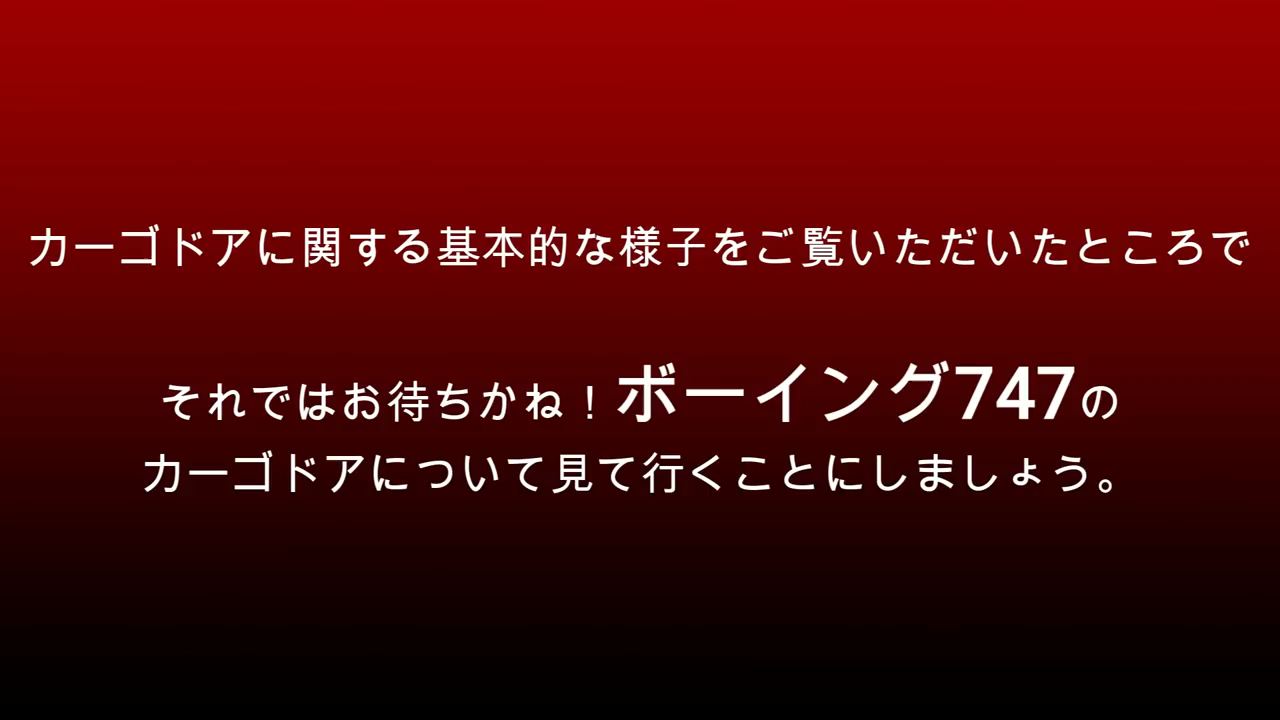 カーゴドアに関する基本的な様子をご覧いただいたところで
それではお待ちかね！ボーイング747の
カーゴドアについて見て行くことにしましょう。